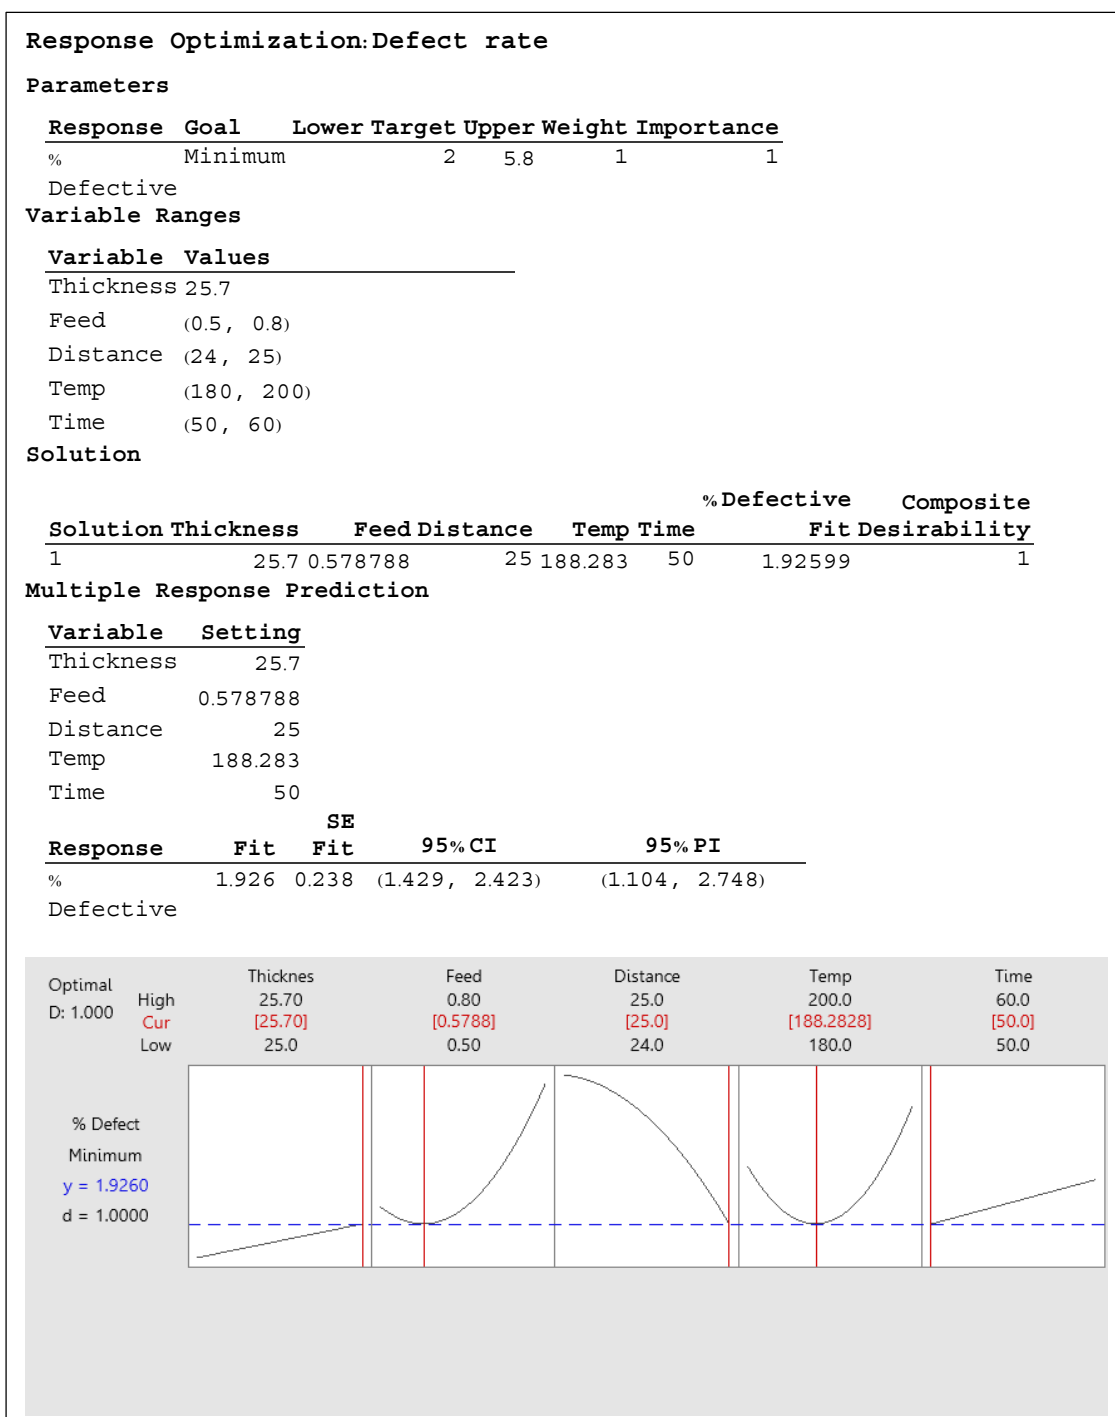 Response Optimization: Defect rate
Parameters
Response Goal Lower Target Upper Weight Importance
% Minimum 2 5.8 1 1
Defective
Variable Ranges
Variable Values
Thickness 25.7
Feed (0.5, 0.8)
Distance (24, 25)
Temp (180, 200)
Time (50, 60)
Solution
% Defective Composite
Solution Thickness Feed Distance Temp Time Fit Desirability
1 25.7 0.578788 25 188.283 50 1.92599 1
Multiple Response Prediction
Variable Setting
Thickness 25.7
Feed 0.578788
Distance 25
Temp 188.283
Time 50
SE
Response Fit Fit 95% CI 95% PI
% 1.926 0.238 (1.429, 2.423) (1.104, 2.748)
Defective
Optimal Thicknes Feed Distance Temp Time
D: 1.000 High 25.70 0.80 25.0 200.0 60.0
Cur [25.70] [0.5788] [25.0] [188.2828] [50.0]
Low 25.0 0.50 24.0 180.0 50.0
% Defect
Minimum
y = 1.9260
d = 1.0000